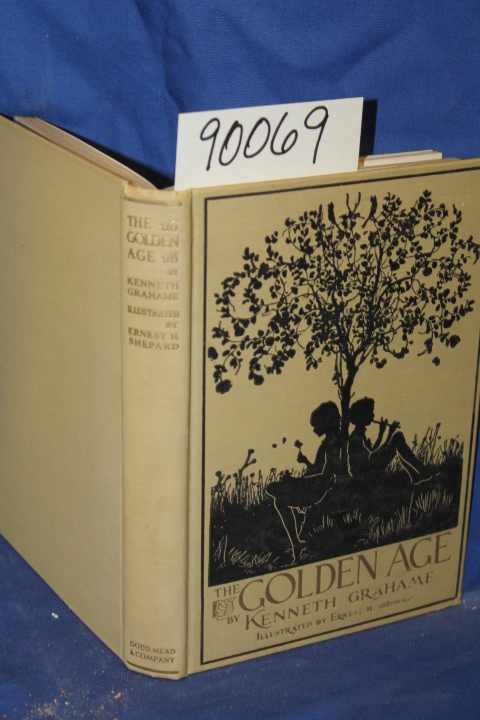 90069
THE
GOLDEN
AGE
BY
KENNETH
GRAHAME
ILLUSTRATED
BY
ERNEST H.
SHEPARD
DODD, MEAD
& COMPANY
THE GOLDEN AGE
BY KENNETH GRAHAME
ILLUSTRATED BY ERNEST H. SHEPARD